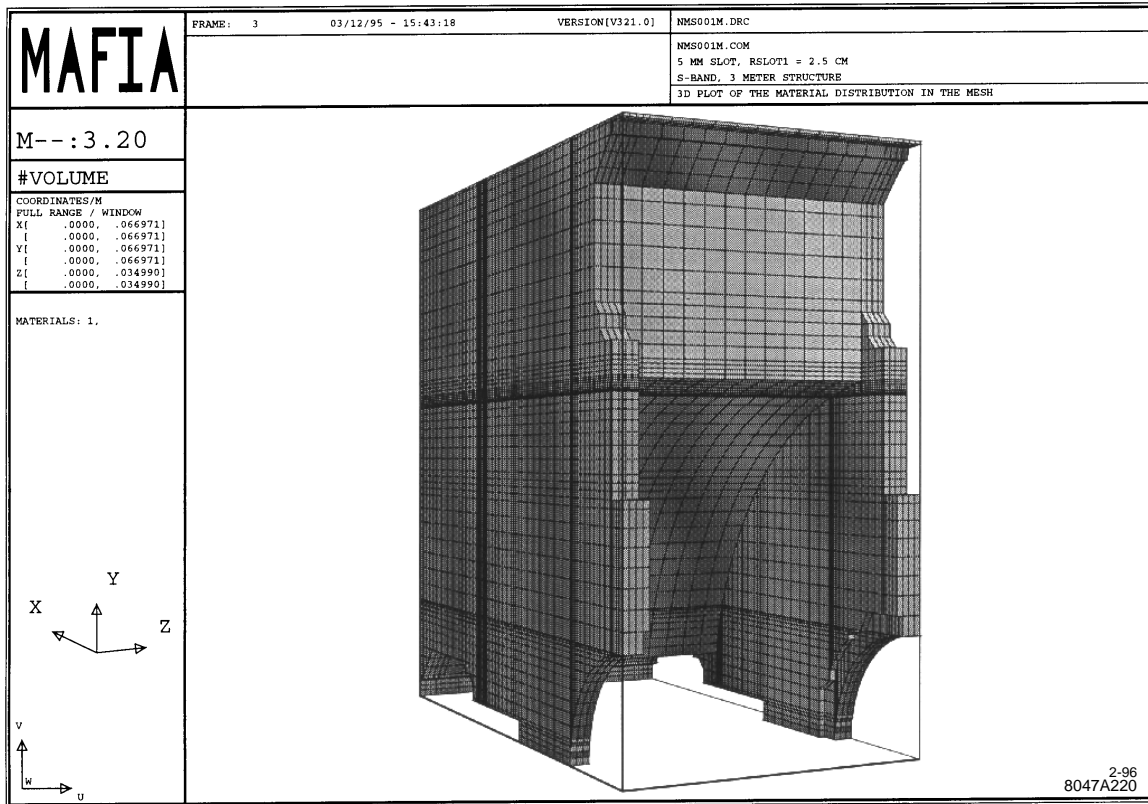 MAFIA
FRAME: 3 03/12/95 - 15:43:18 VERSION[V321.0]
NMS001M.DRC
NMS001M.COM
5 MM SLOT, RSLOT1 = 2.5 CM
S-BAND, 3 METER STRUCTURE
3D PLOT OF THE MATERIAL DISTRIBUTION IN THE MESH
M--:3.20
#VOLUME
COORDINATES/M
FULL RANGE / WINDOW
X[ .0000, .066971]
[ .0000, .066971]
Y[ .0000, .066971]
[ .0000, .066971]
Z[ .0000, .034990]
[ .0000, .034990]
MATERIALS: 1,
Y
X
Z
V
W
U
2-96
8047A220